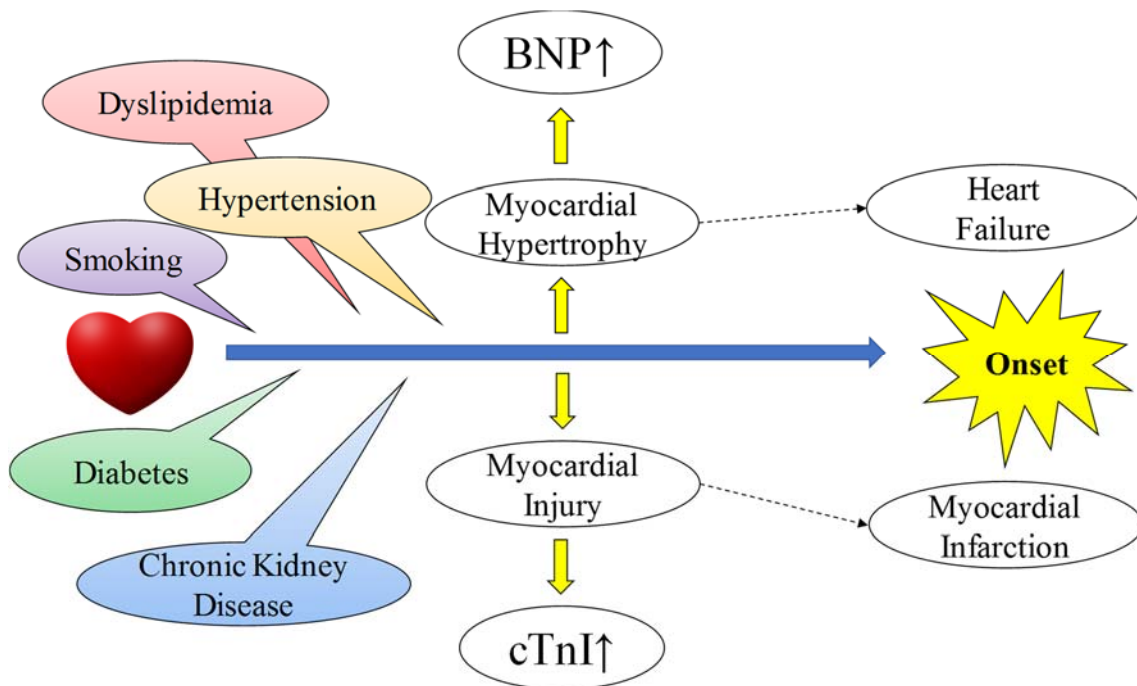 BNP↑
Dyslipidemia
Hypertension
Smoking
Myocardial
Hypertrophy
Heart
Failure
Onset
Diabetes
Myocardial
Injury
Myocardial
Infarction
Chronic Kidney
Disease
cTnI↑